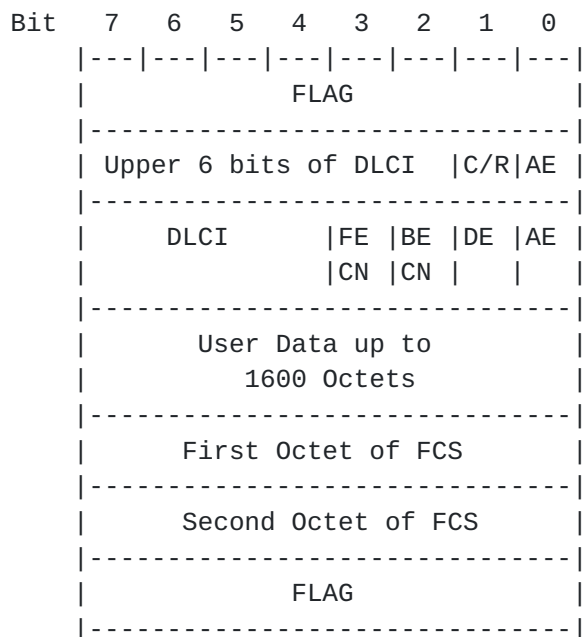 Bit   7   6   5   4   3   2   1   0
    |---|---|---|---|---|---|---|---|
    |             FLAG              |
    |-------------------------------|
    | Upper 6 bits of DLCI  |C/R|AE |
    |-------------------------------|
    |     DLCI      |FE |BE |DE |AE |
    |               |CN |CN |   |   |
    |-------------------------------|
    |       User Data up to         |
    |          1600 Octets          |
    |-------------------------------|
    |      First Octet of FCS       |
    |-------------------------------|
    |      Second Octet of FCS      |
    |-------------------------------|
    |             FLAG              |
    |-------------------------------|